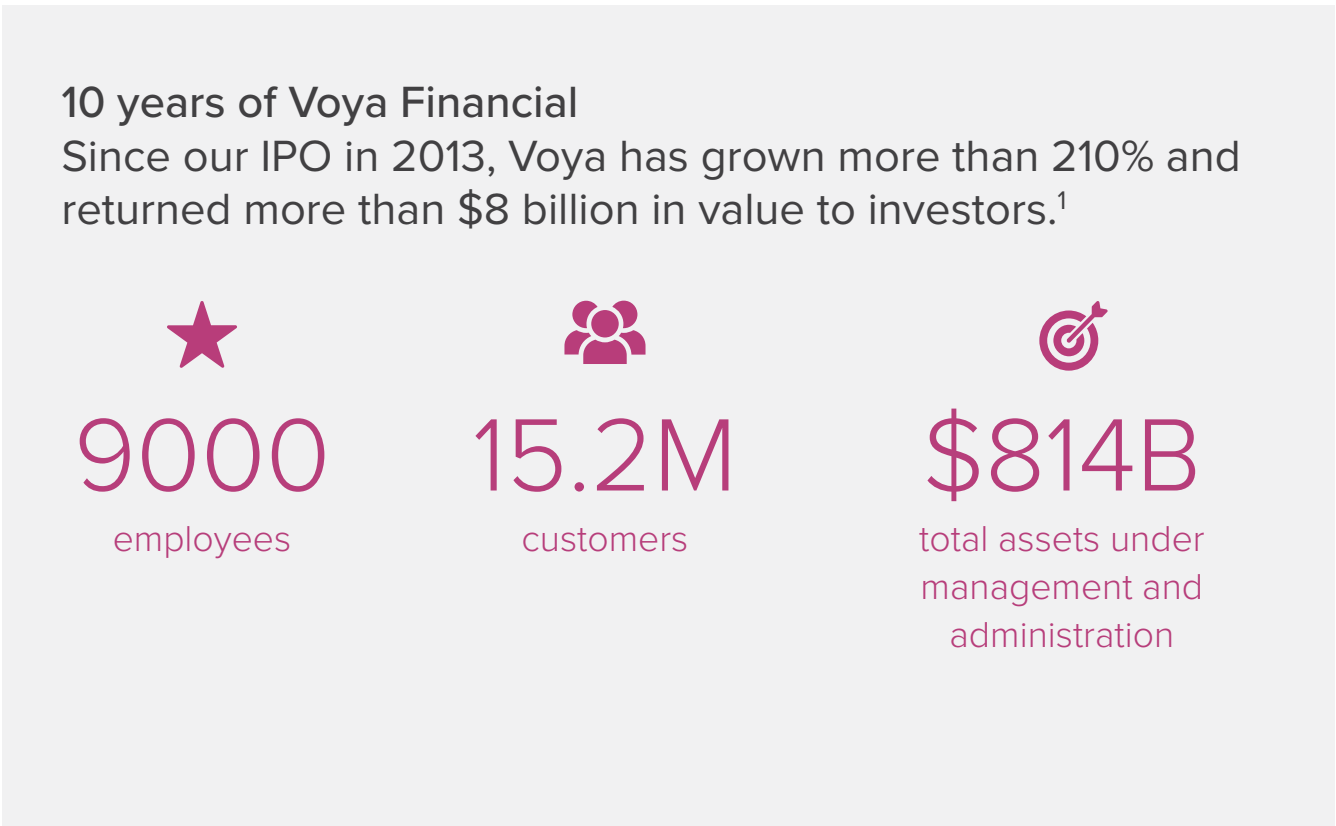 10 years of Voya Financial
Since our IPO in 2013, Voya has grown more than 210% and
returned more than $8 billion in value to investors.¹
9000
employees
15.2M
customers
$814B
total assets under
management and
administration